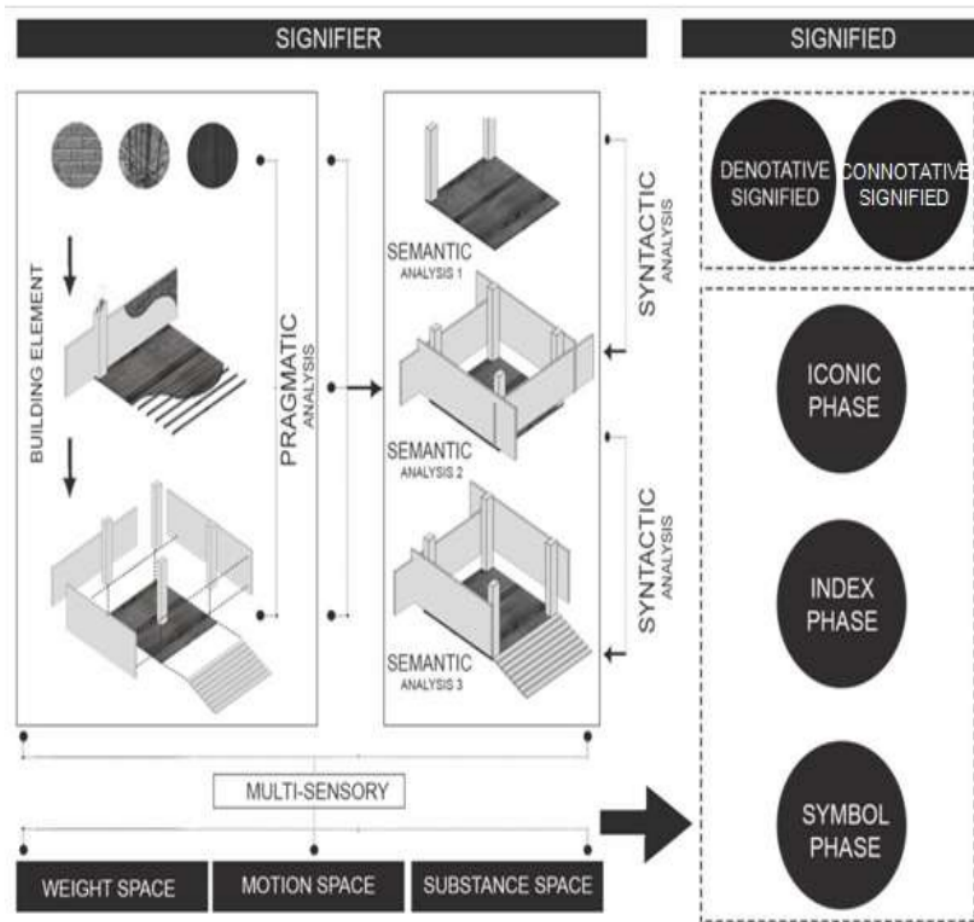 SIGNIFIER
SIGNIFIED
BUILDING ELEMENT
PRAGMATIC
ANALYSIS
SEMANTIC
ANALYSIS 1
SEMANTIC
ANALYSIS 2
SEMANTIC
ANALYSIS 3
SYNTACTIC
ANALYSIS
SYNTACTIC
ANALYSIS
DENOTATIVE
SIGNIFIED
CONNOTATIVE
SIGNIFIED
ICONIC
PHASE
INDEX
PHASE
SYMBOL
PHASE
MULTI-SENSORY
WEIGHT SPACE
MOTION SPACE
SUBSTANCE SPACE